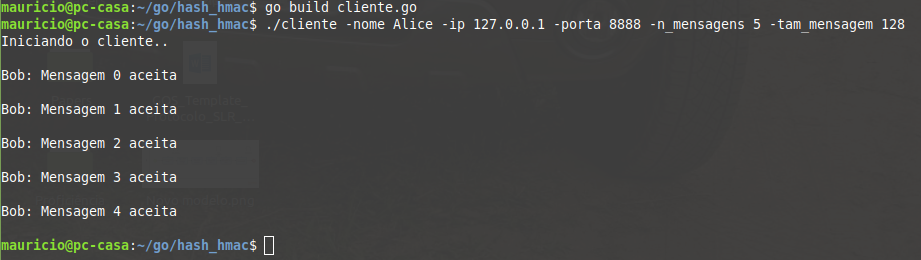 mauricio@pc-casa:~/go/hash_hmac$ go build cliente.go
mauricio@pc-casa:~/go/hash_hmac$ ./cliente -nome Alice -ip 127.0.0.1 -porta 8888 -n_mensagens 5 -tam_mensagem 128
Iniciando o cliente..
Bob: Mensagem 0 aceita
Bob: Mensagem 1 aceita
Bob: Mensagem 2 aceita
Bob: Mensagem 3 aceita
Bob: Mensagem 4 aceita
mauricio@pc-casa:~/go/hash_hmac$